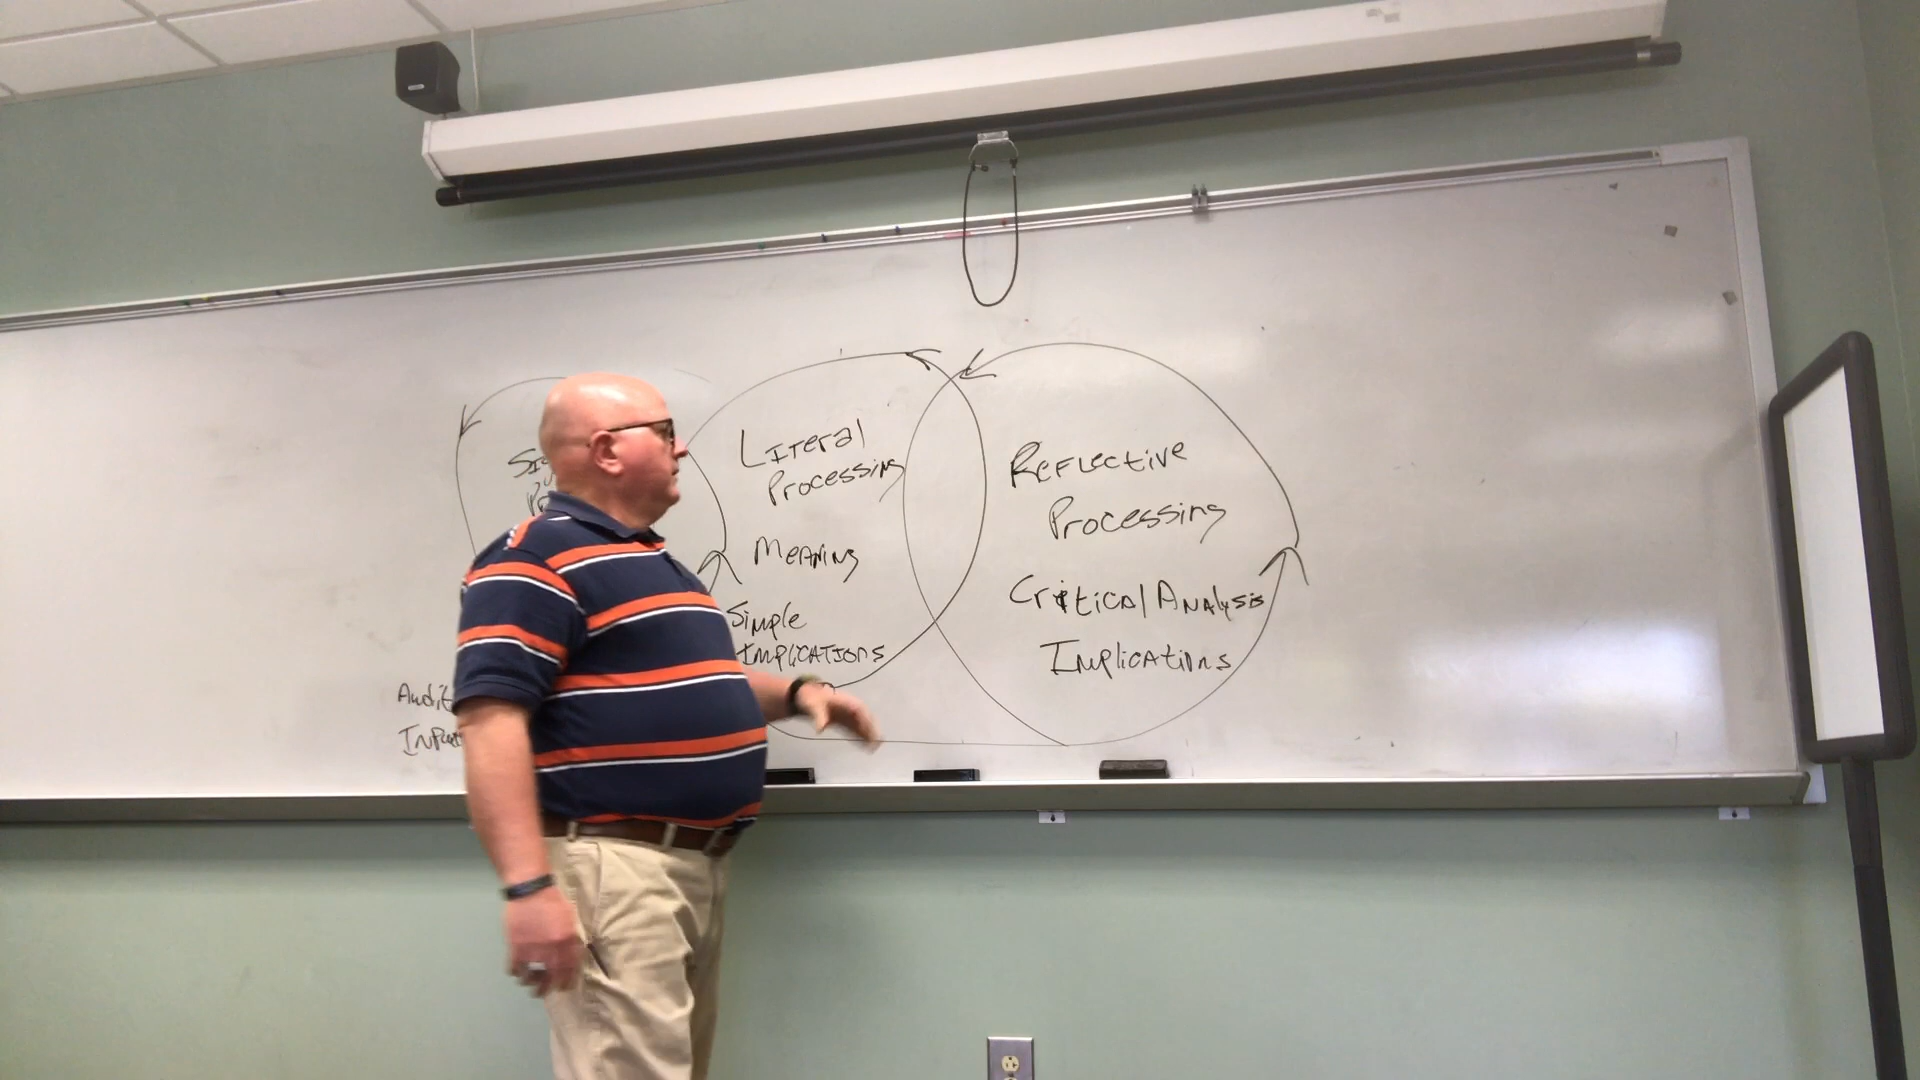 Literal
Processing
Meaning
Simple
Implications
Reflective
Processing
Critical Analysis
Implications